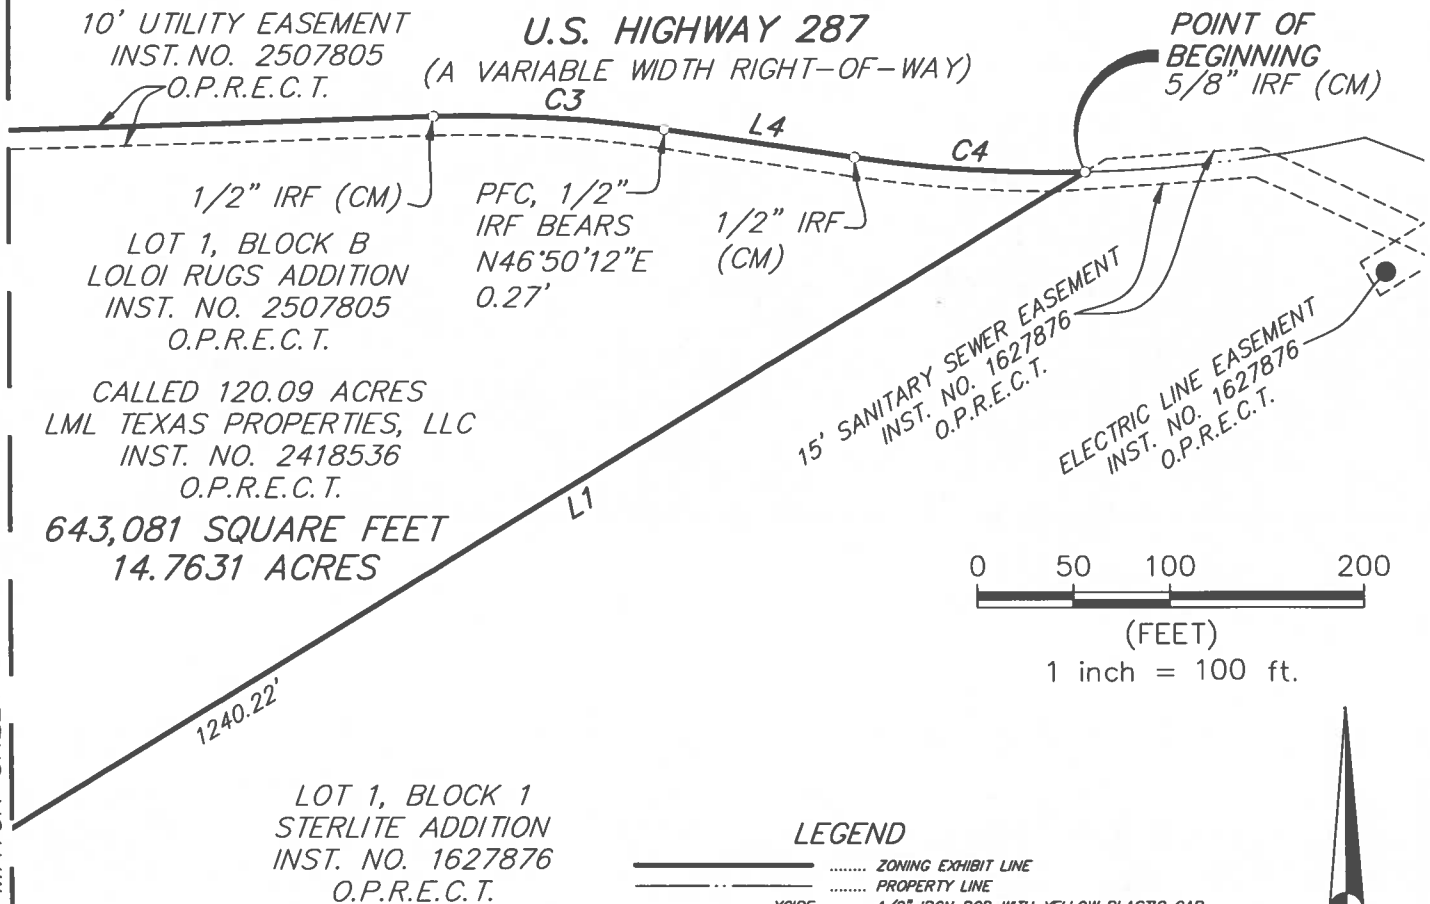 10' UTILITY EASEMENT
INST. NO. 2507805
O.P.R.E.C.T.
U.S. HIGHWAY 287
(A VARIABLE WIDTH RIGHT-OF-WAY)
POINT OF
BEGINNING
5/8" IRF (CM)
C3
L4
C4
1/2" IRF (CM)
PFC, 1/2"
IRF BEARS
N46°50'12"E
0.27'
1/2" IRF
(CM)
LOT 1, BLOCK B
LOLOI RUGS ADDITION
INST. NO. 2507805
O.P.R.E.C.T.
CALLED 120.09 ACRES
LML TEXAS PROPERTIES, LLC
INST. NO. 2418536
O.P.R.E.C.T.
643,081 SQUARE FEET
14.7631 ACRES
15' SANITARY SEWER EASEMENT
INST. NO. 1627876
O.P.R.E.C.T.
ELECTRIC LINE EASEMENT
INST. NO. 1627876
O.P.R.E.C.T.
L1
1240.22'
0 50 100 200
(FEET)
1 inch = 100 ft.
LOT 1, BLOCK 1
STERLITE ADDITION
INST. NO. 1627876
O.P.R.E.C.T.
LEGEND
........ ZONING EXHIBIT LINE
........ PROPERTY LINE